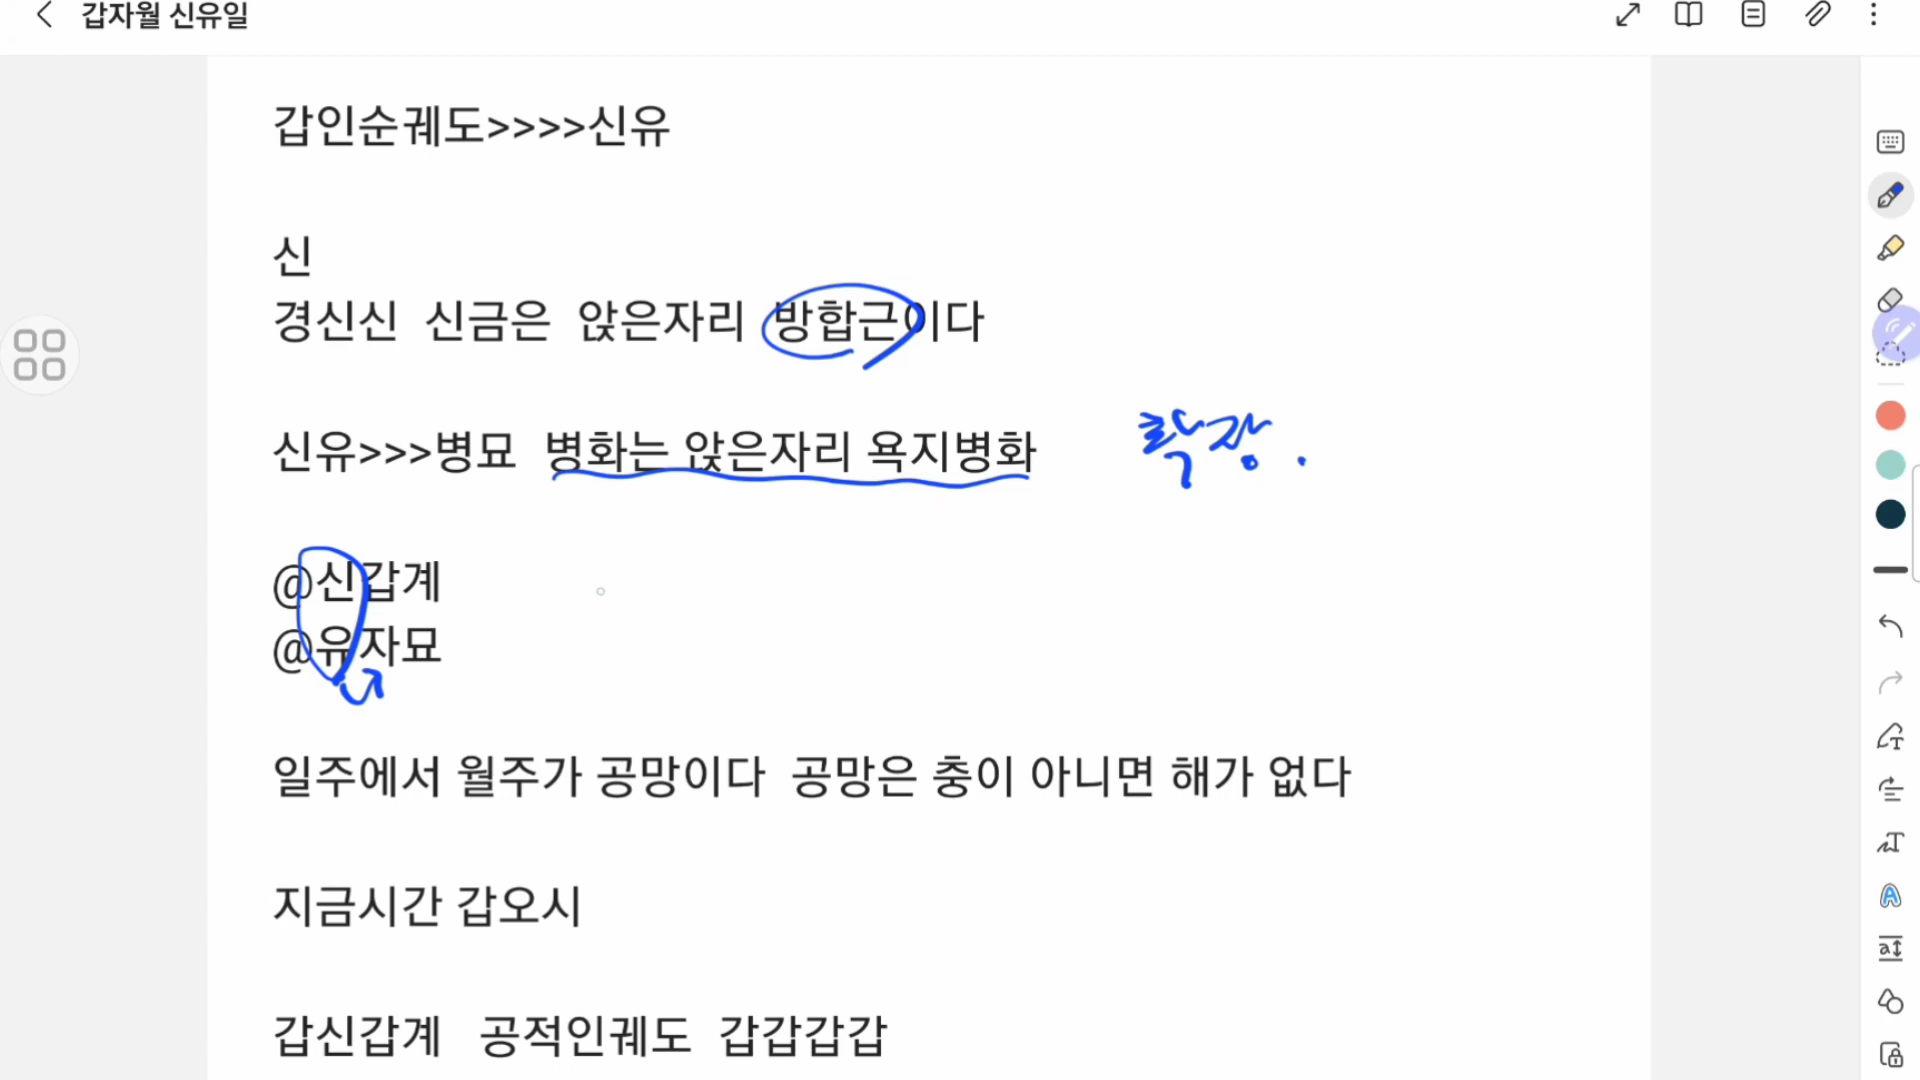 갑자월 신유일
갑인순궤도>>>>신유
신
경신신 신금은 앉은자리 방합근이다
신유>>>병묘 병화는 앉은자리 욕지병화 확장.
@신갑계
@유자묘
일주에서 월주가 공망이다 공망은 충이 아니면 해가 없다
지금시간 갑오시
갑신갑계 공적인궤도 갑갑갑갑